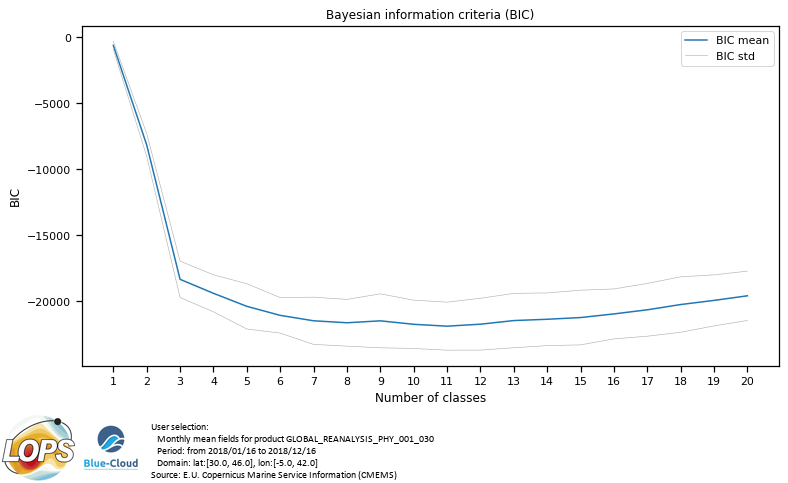 Bayesian information criteria (BIC)
BIC mean
BIC std
0
−5000
−10000
−15000
−20000
BIC
1 2 3 4 5 6 7 8 9 10 11 12 13 14 15 16 17 18 19 20
Number of classes
LOPS
Blue-Cloud
User selection:
Monthly mean fields for product GLOBAL_REANALYSIS_PHY_001_030
Period: from 2018/01/16 to 2018/12/16
Domain: lat:[30.0, 46.0], lon:[-5.0, 42.0]
Source: E.U. Copernicus Marine Service Information (CMEMS)